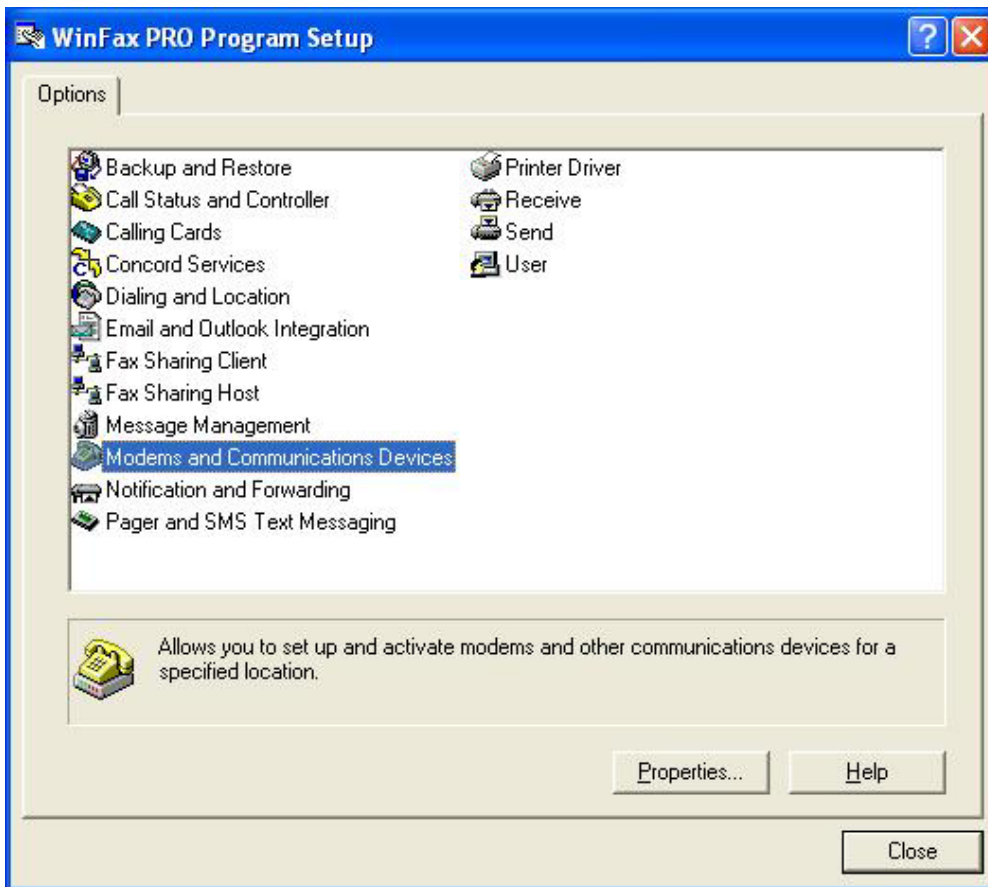 WinFax PRO Program Setup
Options
Backup and Restore
Call Status and Controller
Calling Cards
Concord Services
Dialing and Location
Email and Outlook Integration
Fax Sharing Client
Fax Sharing Host
Message Management
Modems and Communications Devices
Notification and Forwarding
Pager and SMS Text Messaging
Printer Driver
Receive
Send
User
Allows you to set up and activate modems and other communications devices for a
specified location.
Properties...
Help
Close